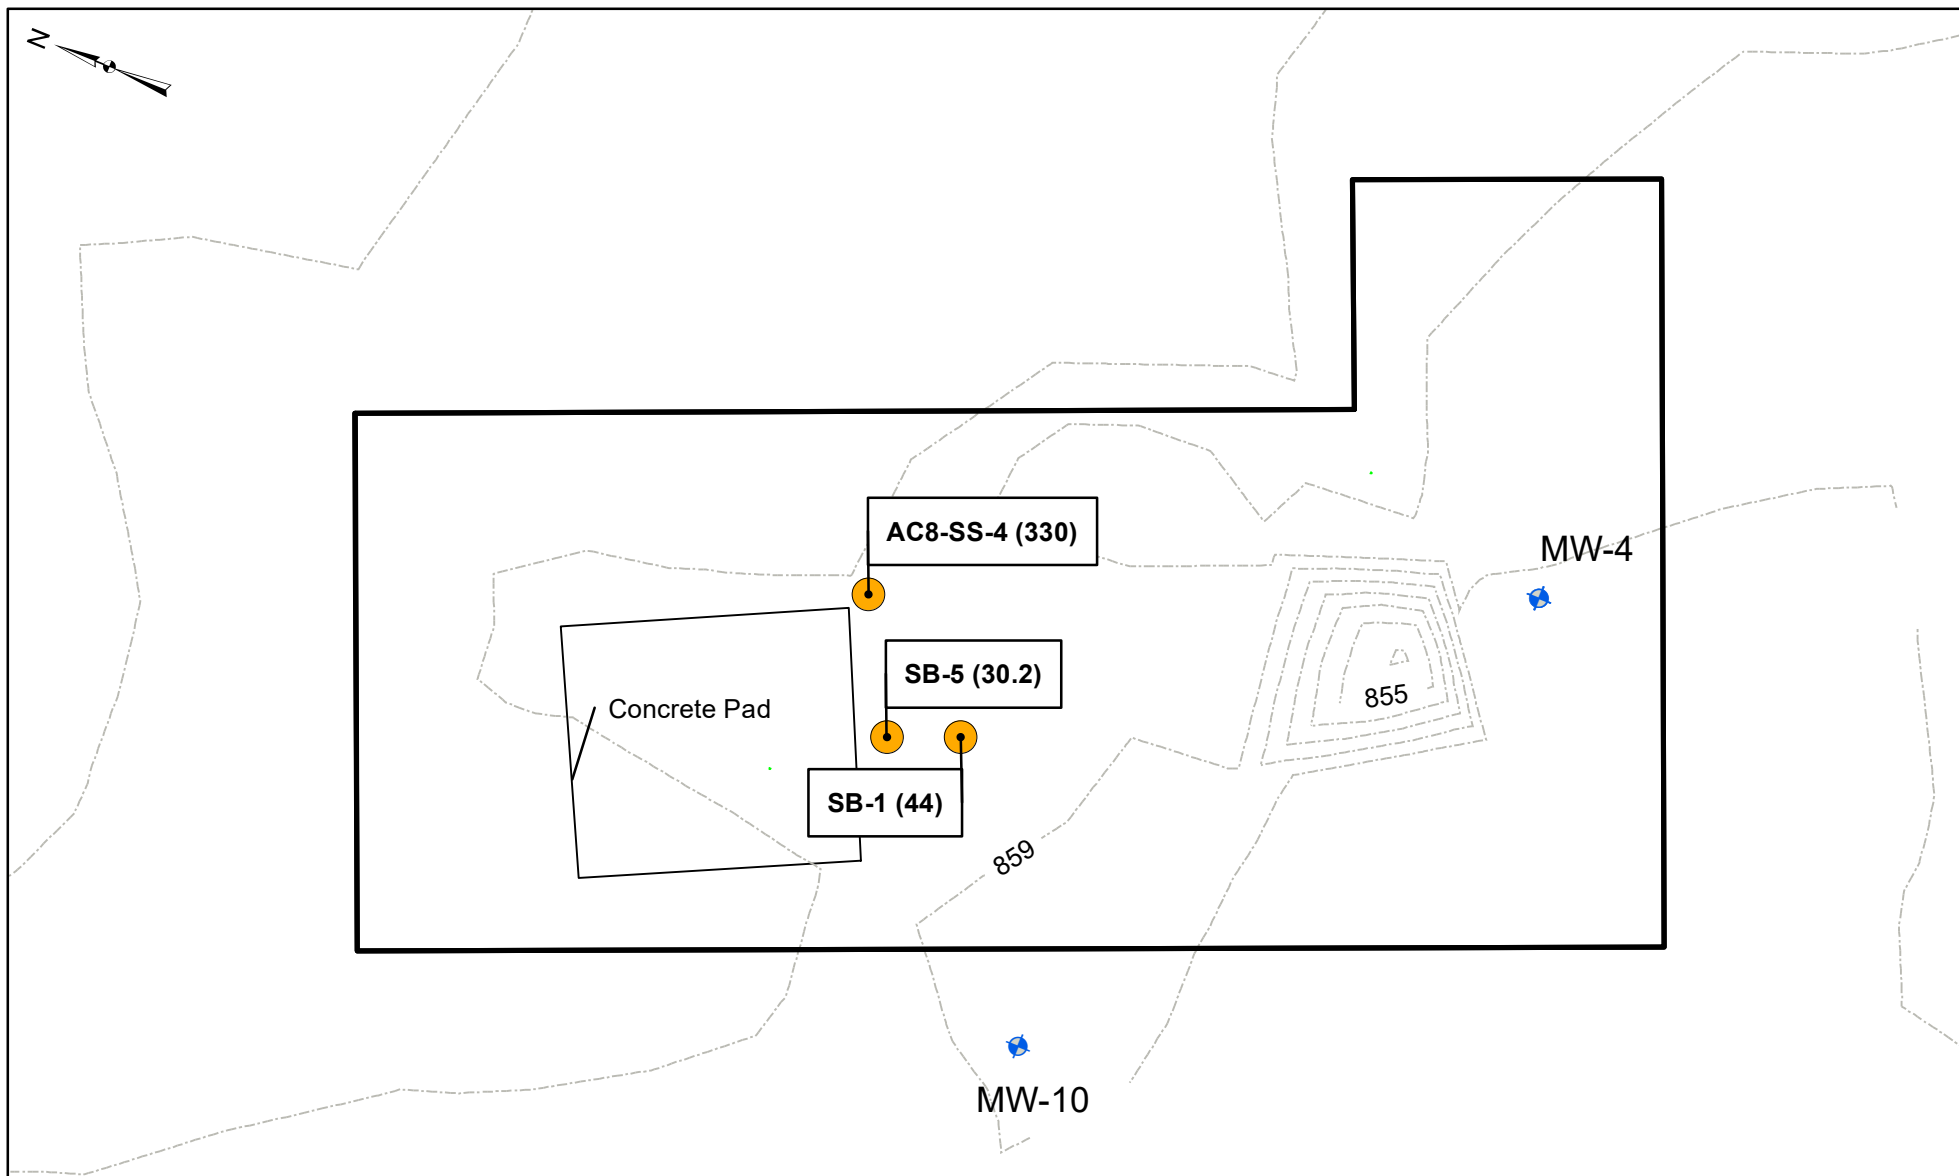 N
AC8-SS-4 (330)
MW-4
SB-5 (30.2)
855
Concrete Pad
SB-1 (44)
859
MW-10